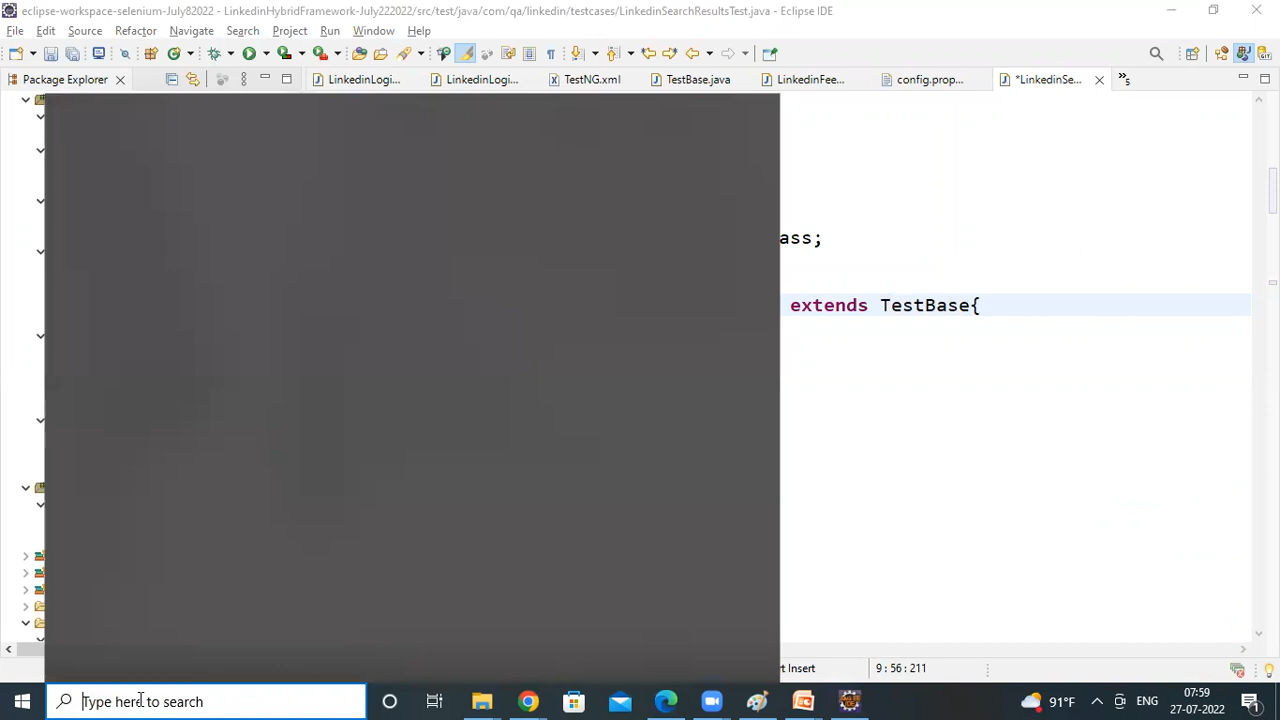 eclipse-workspace-selenium-July82022 - LinkedinHybridFramework-July222022/src/test/java/com/qa/linkedin/testcases/LinkedinSearchResultsTest.java - Eclipse IDE
File Edit Source Refactor Navigate Search Project Run Window Help
Package Explorer LinkedinLogi... LinkedinLogi... TestNG.xml TestBase.java LinkedinFee... config.prop... *LinkedinSe... »5
ass;
extends TestBase{
rt Insert 9 : 56 : 211
Type here to search 91°F ENG 07:59
27-07-2022 1